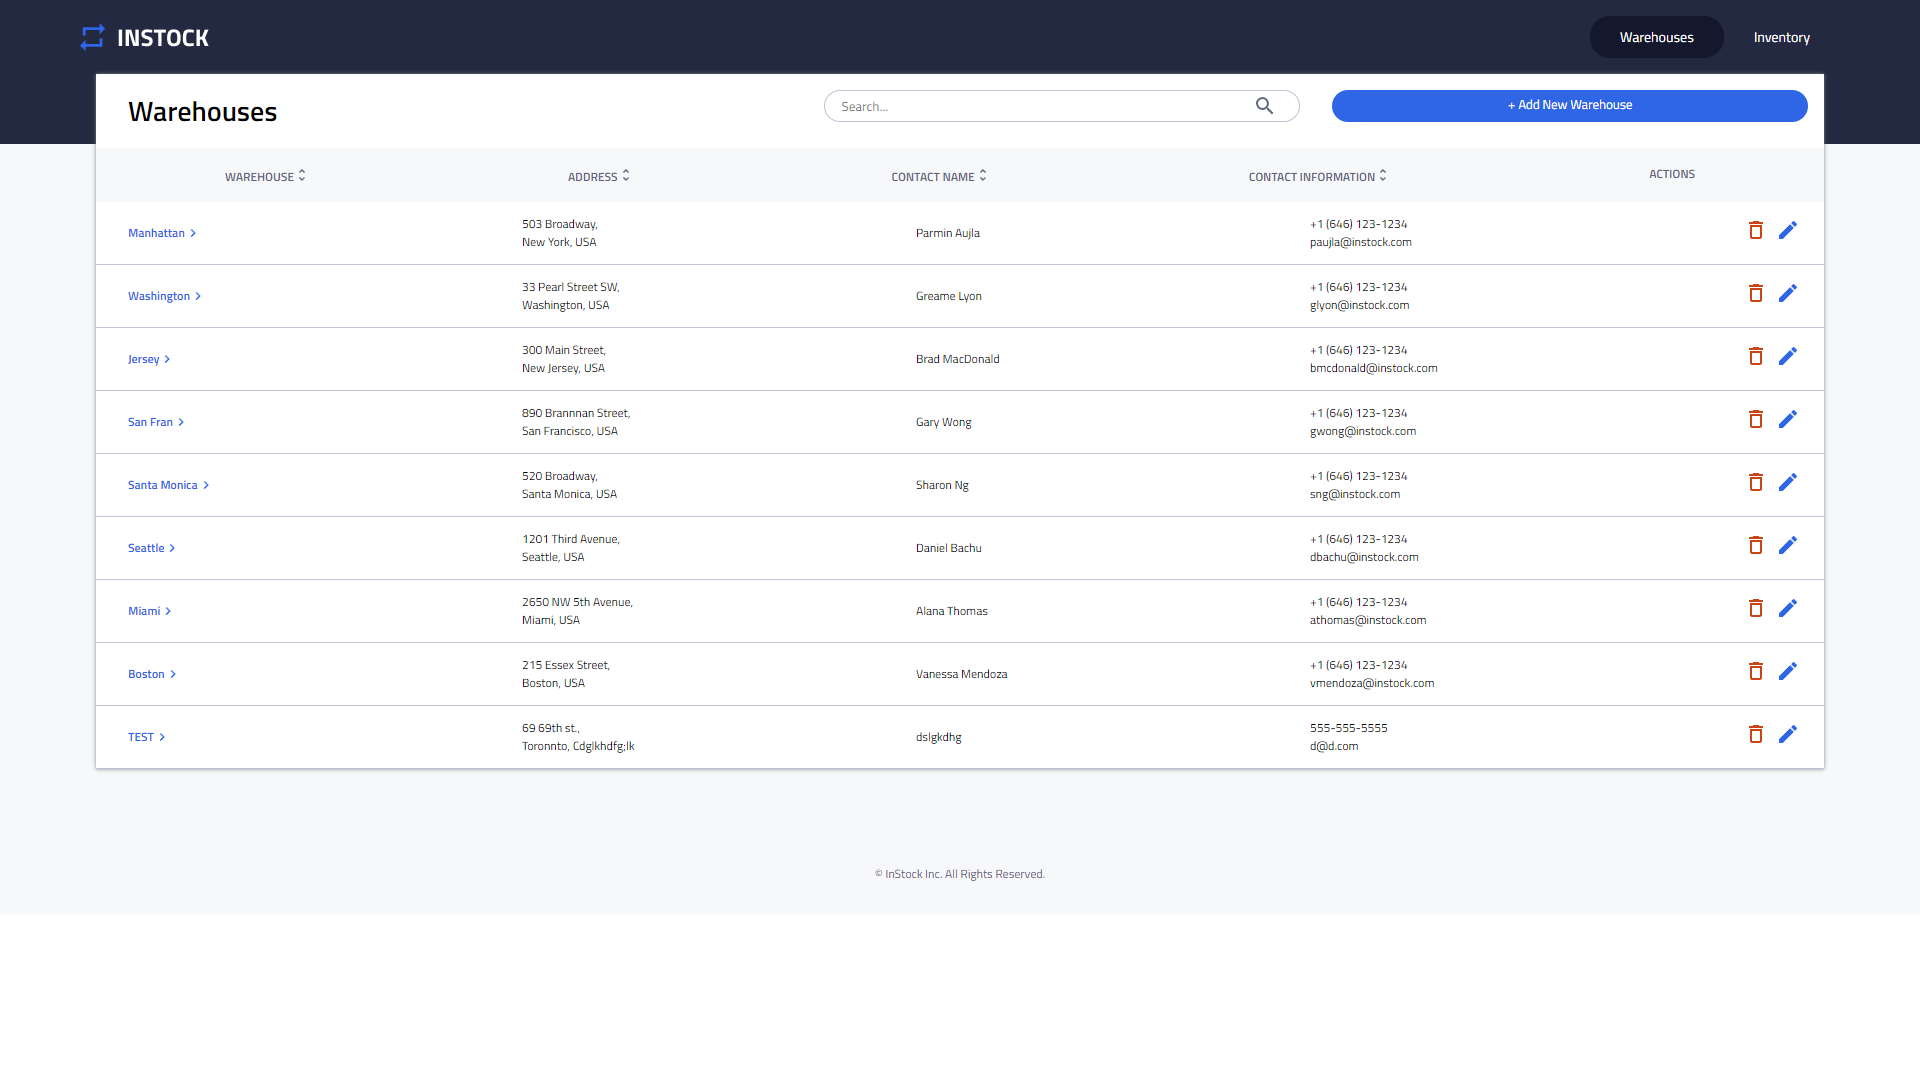 INSTOCK
Warehouses
Inventory
Warehouses
Search...
+ Add New Warehouse
WAREHOUSE ADDRESS CONTACT NAME CONTACT INFORMATION ACTIONS
Manhattan
503 Broadway,
New York, USA
Parmin Aujla
+1 (646) 123-1234
paujla@instock.com
Washington
33 Pearl Street SW,
Washington, USA
Greame Lyon
+1 (646) 123-1234
glyon@instock.com
Jersey
300 Main Street,
New Jersey, USA
Brad MacDonald
+1 (646) 123-1234
bmcdonald@instock.com
San Fran
890 Brannnan Street,
San Francisco, USA
Gary Wong
+1 (646) 123-1234
gwong@instock.com
Santa Monica
520 Broadway,
Santa Monica, USA
Sharon Ng
+1 (646) 123-1234
sng@instock.com
Seattle
1201 Third Avenue,
Seattle, USA
Daniel Bachu
+1 (646) 123-1234
dbachu@instock.com
Miami
2650 NW 5th Avenue,
Miami, USA
Alana Thomas
+1 (646) 123-1234
athomas@instock.com
Boston
215 Essex Street,
Boston, USA
Vanessa Mendoza
+1 (646) 123-1234
vmendoza@instock.com
TEST
69 69th st.,
Toronnto, Cdglkhdfg;lk
dslgkdhg
555-555-5555
d@d.com
© InStock Inc. All Rights Reserved.